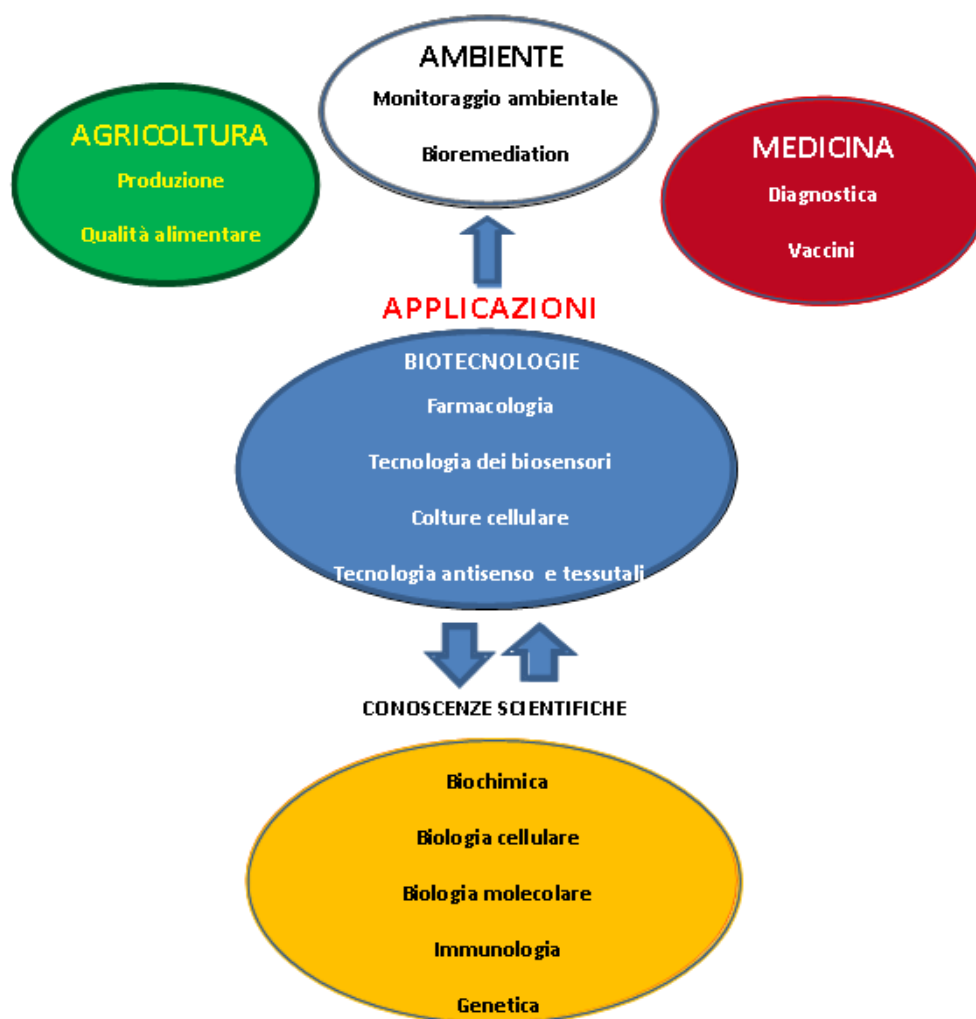 AMBIENTE
Monitoraggio ambientale
Bioremediation
AGRICOLTURA
Produzione
Qualità alimentare
MEDICINA
Diagnostica
Vaccini
APPLICAZIONI
BIOTECNOLOGIE
Farmacologia
Tecnologia dei biosensori
Colture cellulare
Tecnologia antisenso e tessutali
CONOSCENZE SCIENTIFICHE
Biochimica
Biologia cellulare
Biologia molecolare
Immunologia
Genetica